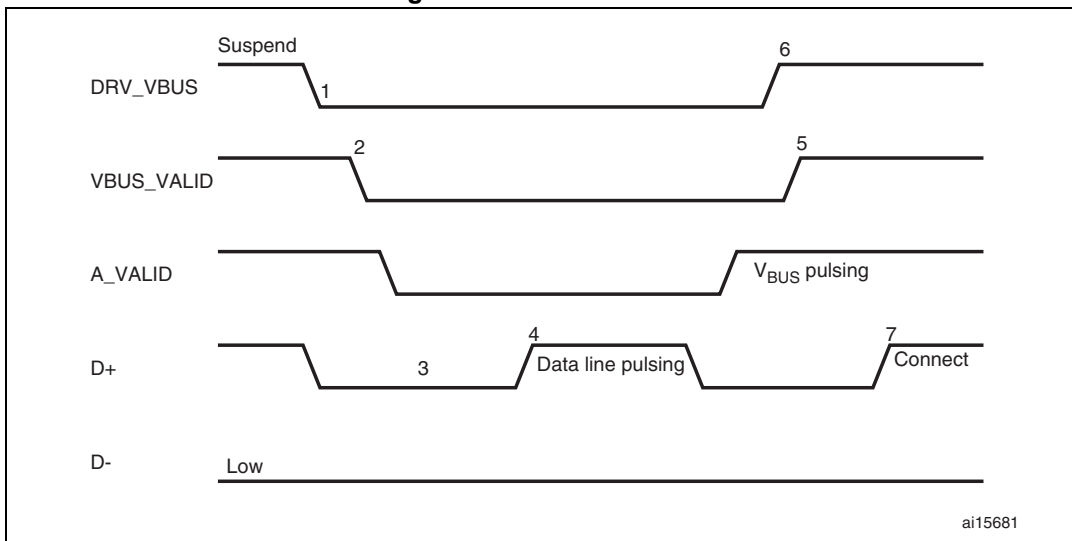 Suspend
6
DRV_VBUS
1
2
5
VBUS_VALID
A_VALID
VBUS pulsing
4
7
D+
3
Data line pulsing
Connect
D-
Low
ai15681